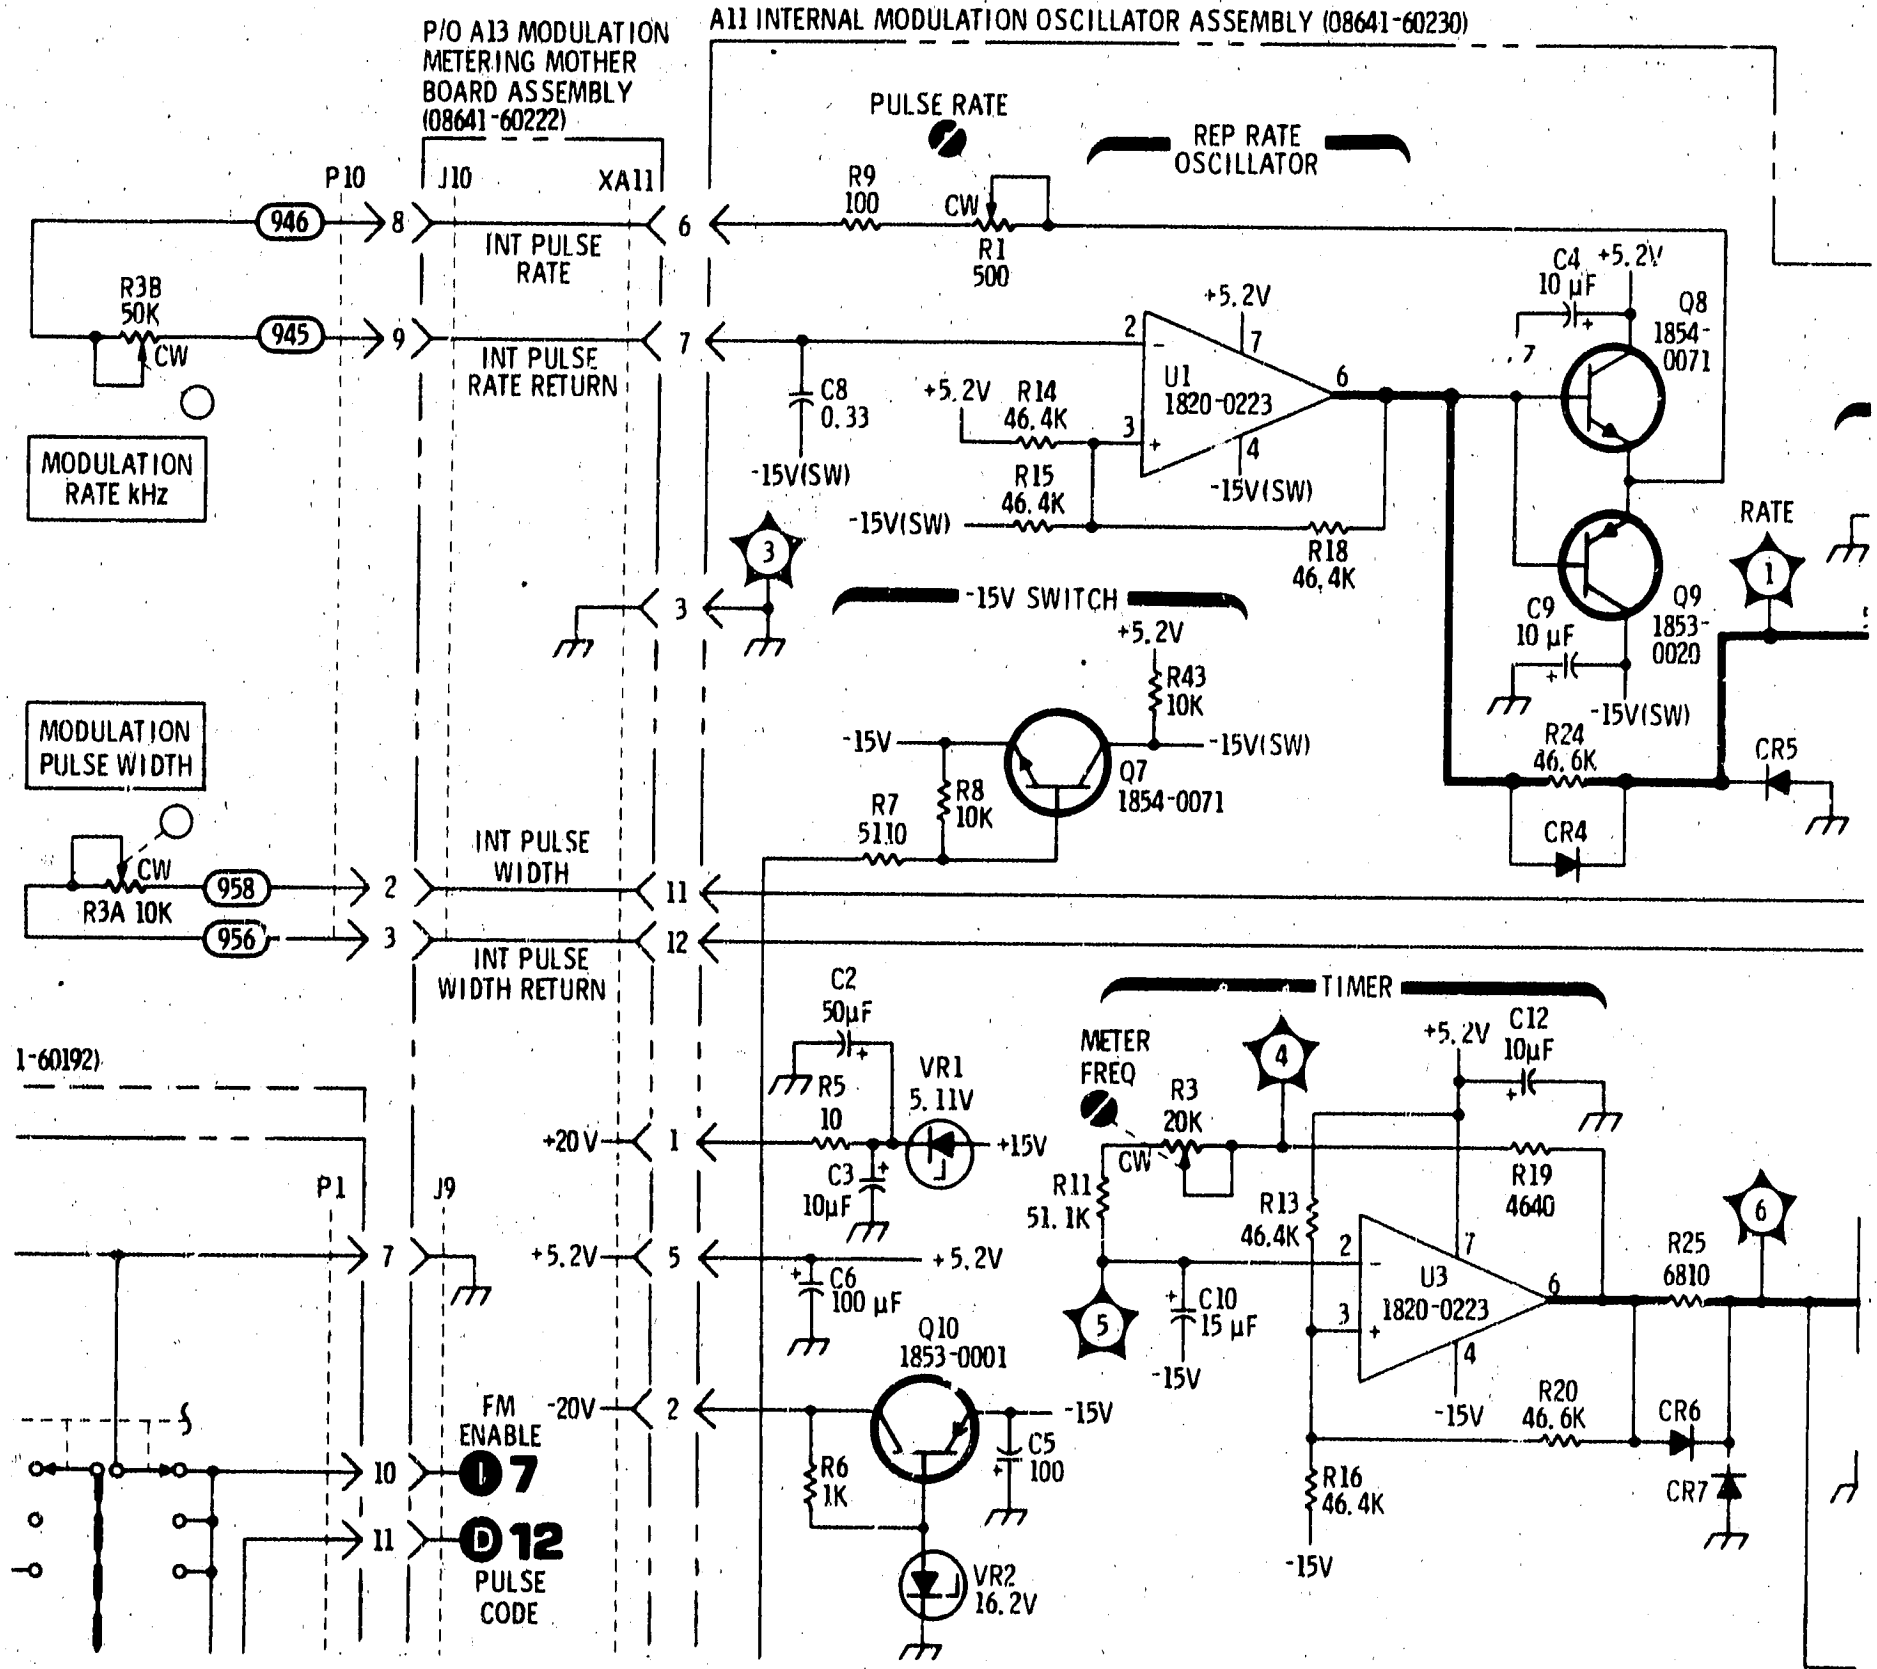 A11 INTERNAL MODULATION OSCILLATOR ASSEMBLY (08641-60230)
P/O A13 MODULATION
METERING MOTHER
BOARD ASSEMBLY
(08641-60222)
PULSE RATE
REP RATE
OSCILLATOR
P10
J10
XA11
R9
100
CW
R1
500
946
8
INT PULSE
RATE
6
R3B
50K
CW
945
9
INT PULSE
RATE RETURN
7
MODULATION
RATE kHz
C8
0.33
-15V(SW)
+5.2V
2
-
7
U1
1820-0223
6
+5.2V
R14
46.4K
3
+
4
-15V(SW)
R15
46.4K
-15V(SW)
R18
46.4K
C4
10 µF
+5.2V
+
Q8
1854-
0071
Q9
1853-
0020
C9
10 µF
+
-15V(SW)
RATE
1
R24
46.6K
CR4
CR5
3
3
-15V SWITCH
+5.2V
R43
10K
-15V
-15V(SW)
Q7
1854-0071
R8
10K
R7
5110
MODULATION
PULSE WIDTH
CW
R3A 10K
958
2
INT PULSE
WIDTH
11
956
3
INT PULSE
WIDTH RETURN
12
1-60192)
C2
50µF
+
VR1
5.11V
R5
10
+20V
1
+15V
C3
10µF
+
P1
J9
7
+5.2V
5
+5.2V
+
C6
100 µF
Q10
1853-0001
-20V
2
-15V
C5
100
+
R6
1K
VR2
16.2V
FM
ENABLE
10
I 7
11
D 12
PULSE
CODE
TIMER
METER
FREQ
4
+5.2V
C12
10µF
+
R3
20K
CW
R11
51.1K
R13
46.4K
R19
4640
5
+
C10
15 µF
-15V
2
-
7
U3
1820-0223
6
3
+
4
-15V
R25
6810
6
R20
46.6K
CR6
CR7
R16
46.4K
-15V